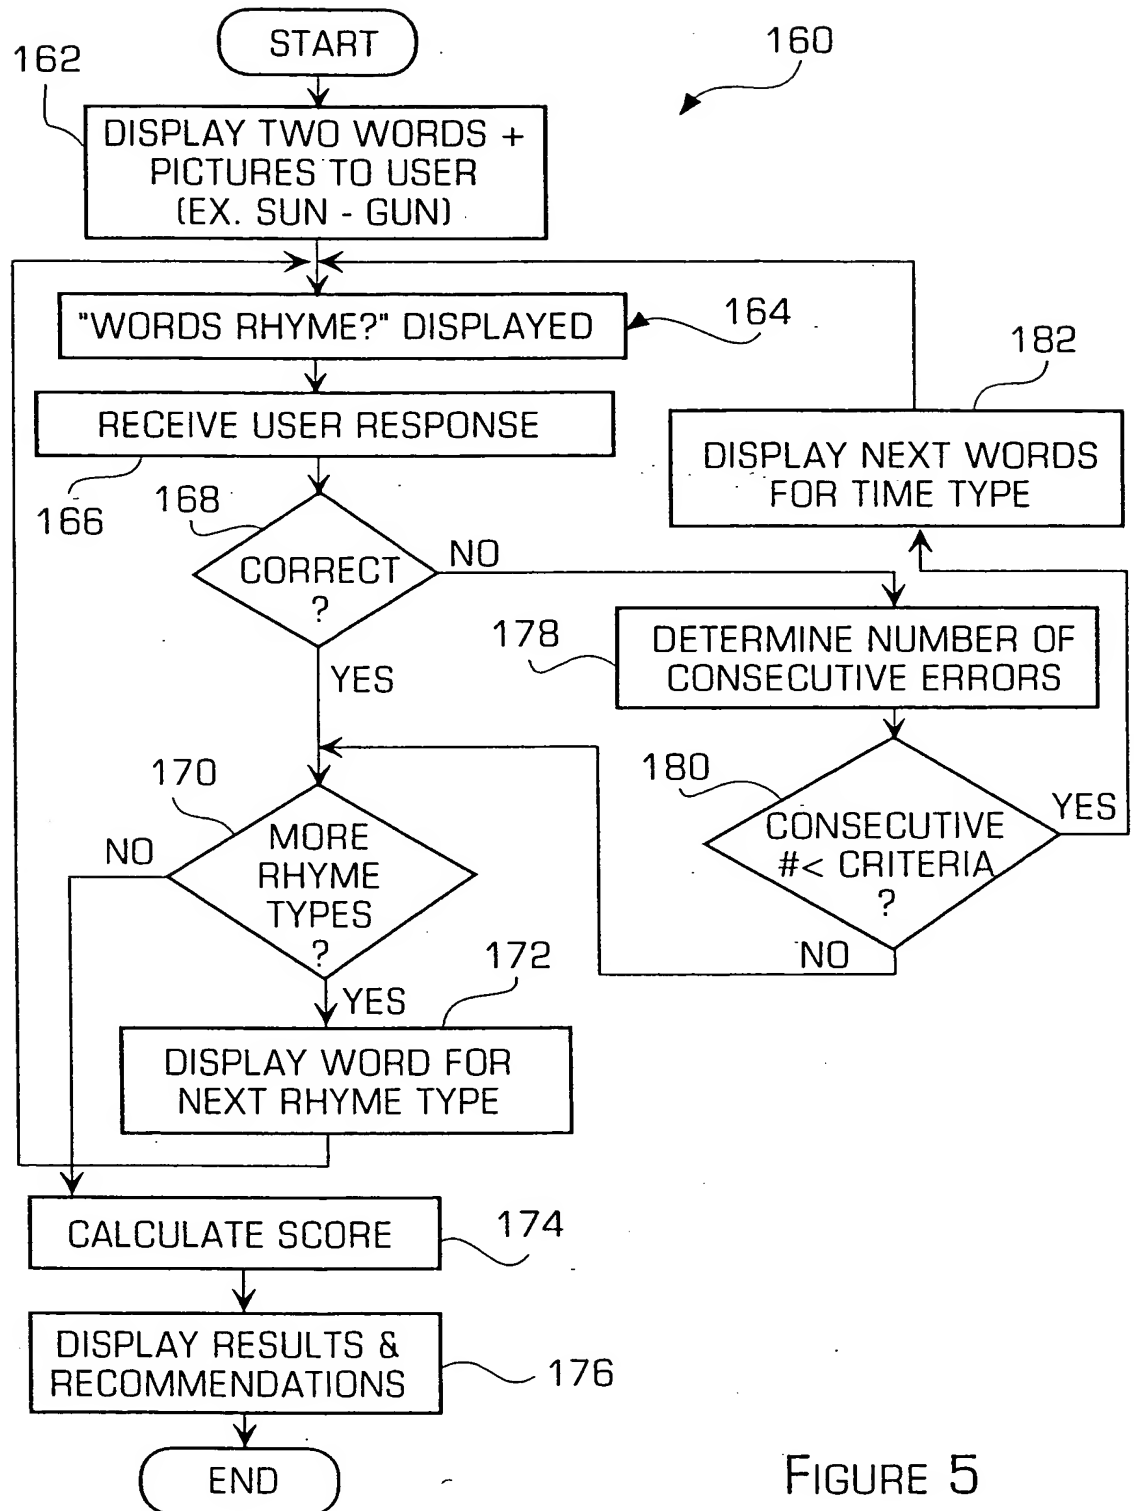 START
160
162
DISPLAY TWO WORDS +
PICTURES TO USER
(EX. SUN - GUN)
"WORDS RHYME?" DISPLAYED
164
182
RECEIVE USER RESPONSE
166
DISPLAY NEXT WORDS
FOR TIME TYPE
168
CORRECT
?
NO
YES
178
DETERMINE NUMBER OF
CONSECUTIVE ERRORS
170
MORE
RHYME
TYPES
?
NO
YES
180
CONSECUTIVE
#< CRITERIA
?
YES
NO
172
DISPLAY WORD FOR
NEXT RHYME TYPE
CALCULATE SCORE
174
DISPLAY RESULTS &
RECOMMENDATIONS
176
END
FIGURE 5